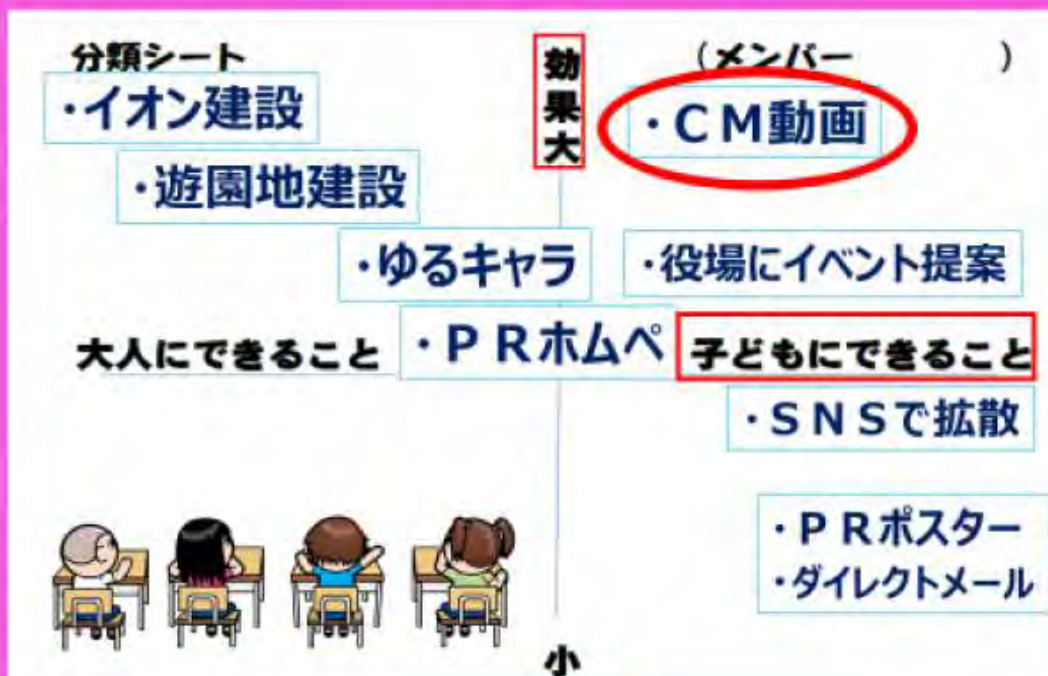 分類シート
効果大
(メンバー )
・イオン建設
・CM動画
・遊園地建設
・ゆるキャラ
・役場にイベント提案
大人にできること
・PRホムペ
子どもにできること
・SNSで拡散
・PRポスター
・ダイレクトメール
小